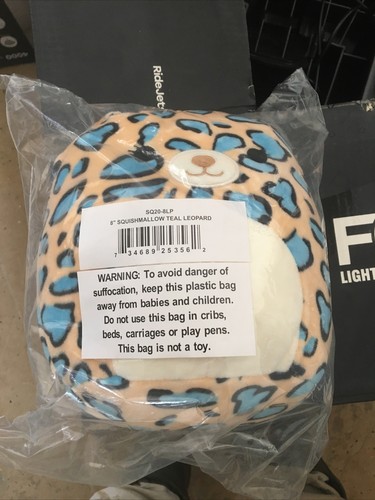 RideJet
SQ20-8LP
8" SQUISHMALLOW TEAL LEOPARD
7 34689 25356 2
WARNING: To avoid danger of
suffocation, keep this plastic bag
away from babies and children.
Do not use this bag in cribs,
beds, carriages or play pens.
This bag is not a toy.
LIGHT